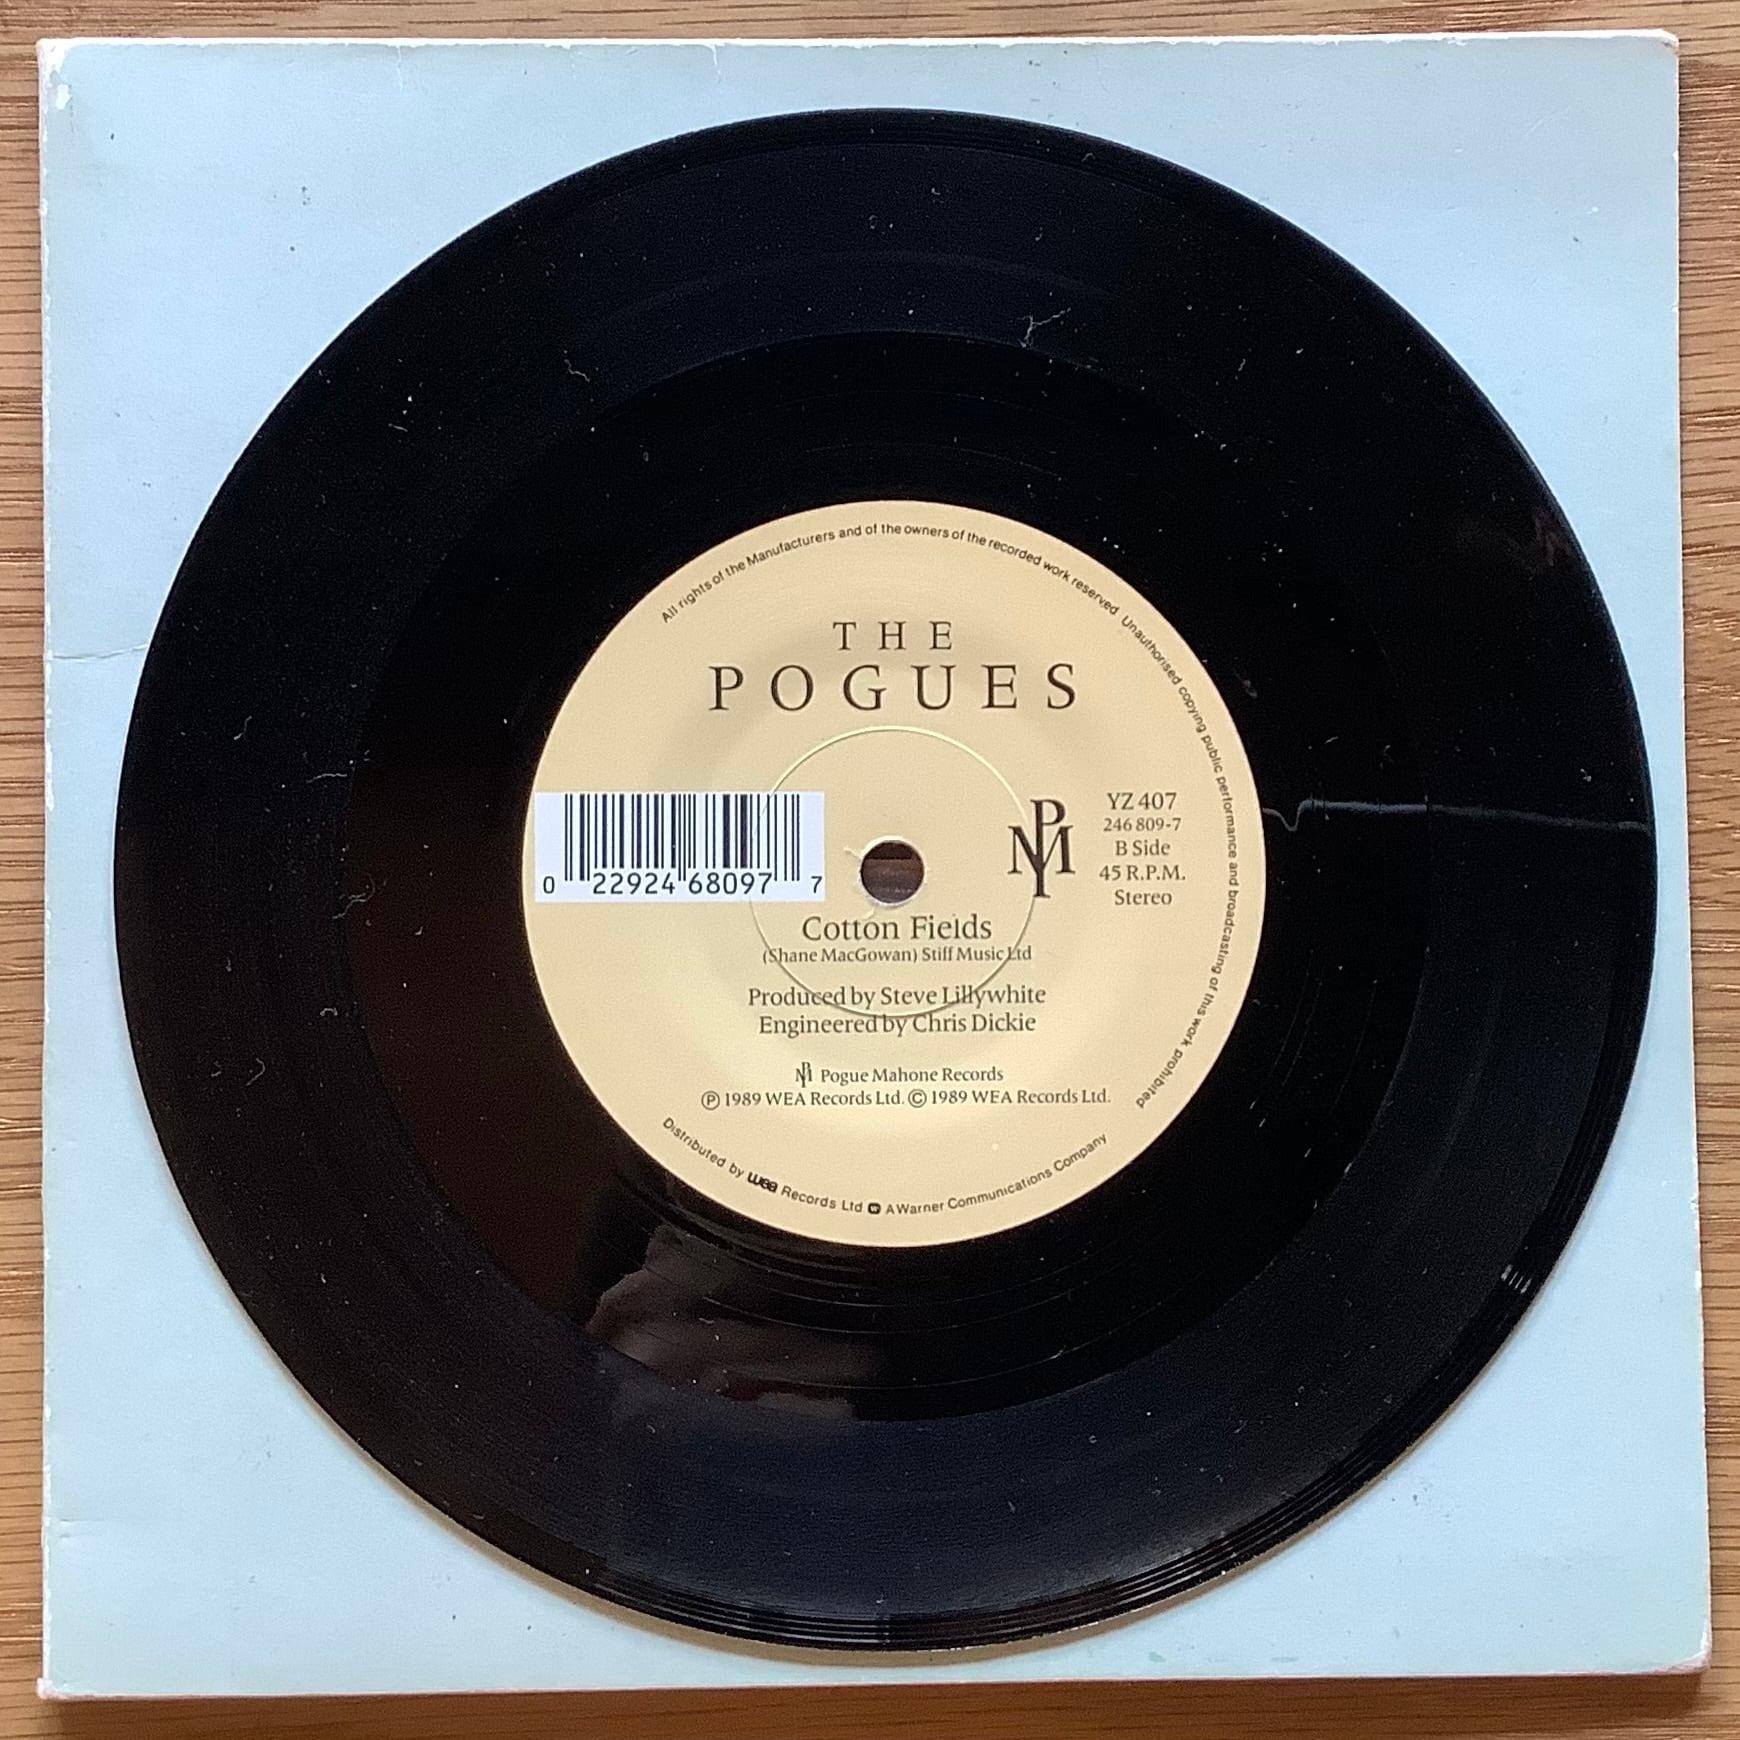 All rights of the Manufacturers and of the owners of the recorded work reserved Unauthorised copying public performance and broadcasting of this work prohibited
THE
POGUES
0 22924 68097 7
PM
YZ 407
246 809-7
B Side
45 R.P.M.
Stereo
Cotton Fields
(Shane MacGowan) Stiff Music Ltd
Produced by Steve Lillywhite
Engineered by Chris Dickie
PM Pogue Mahone Records
Ⓟ 1989 WEA Records Ltd. © 1989 WEA Records Ltd.
Distributed by wea Records Ltd A Warner Communications Company